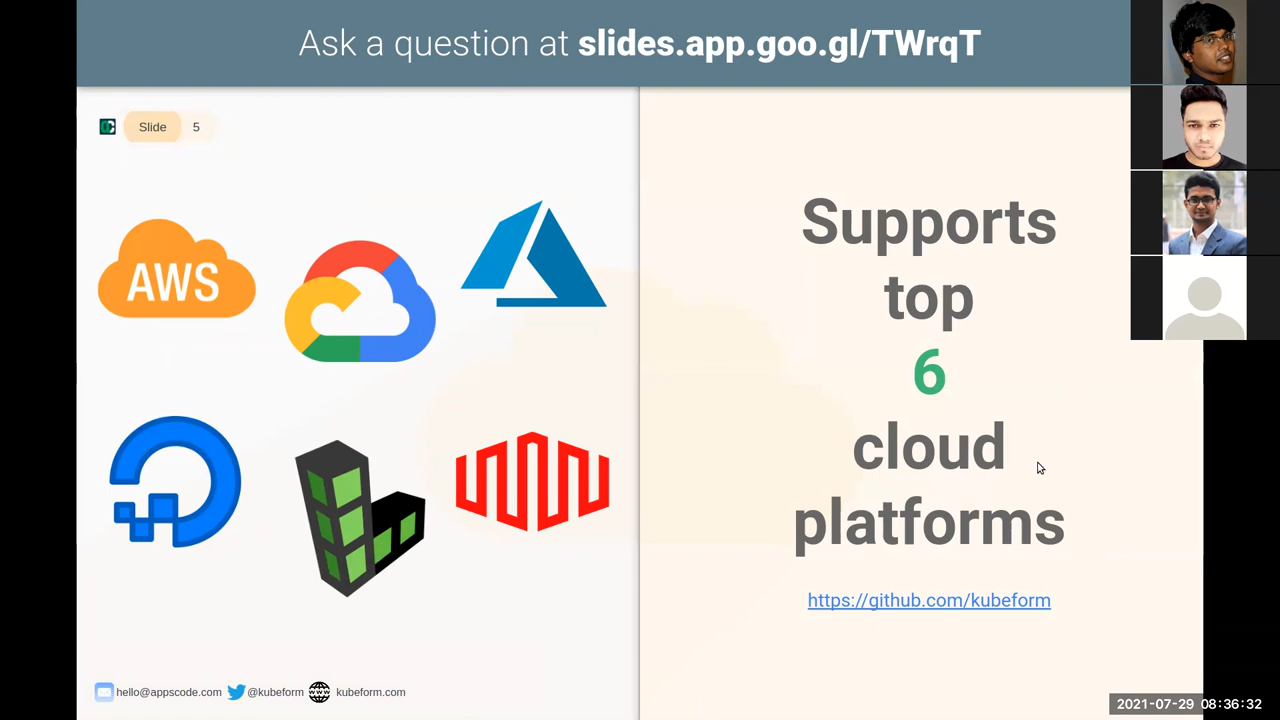 Ask a question at slides.app.goo.gl/TWrqT
Slide 5
AWS
Supports
top
6
cloud
platforms
https://github.com/kubeform
hello@appscode.com @kubeform www kubeform.com
2021-07-29 08:36:32